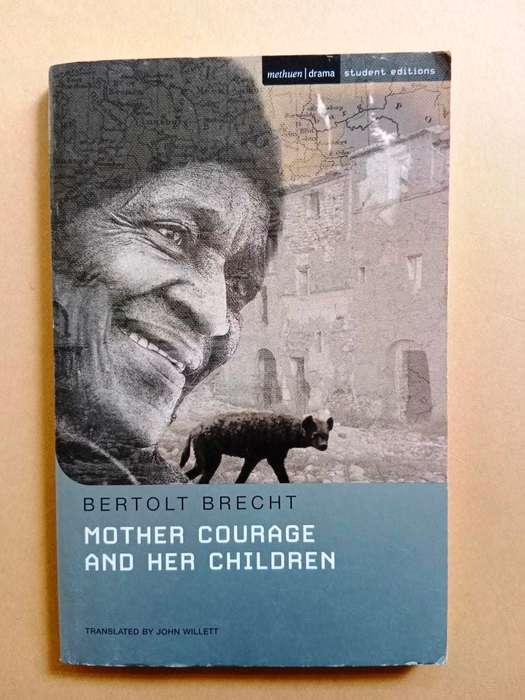 methuen | drama student editions
BERTOLT BRECHT
MOTHER COURAGE
AND HER CHILDREN
TRANSLATED BY JOHN WILLETT